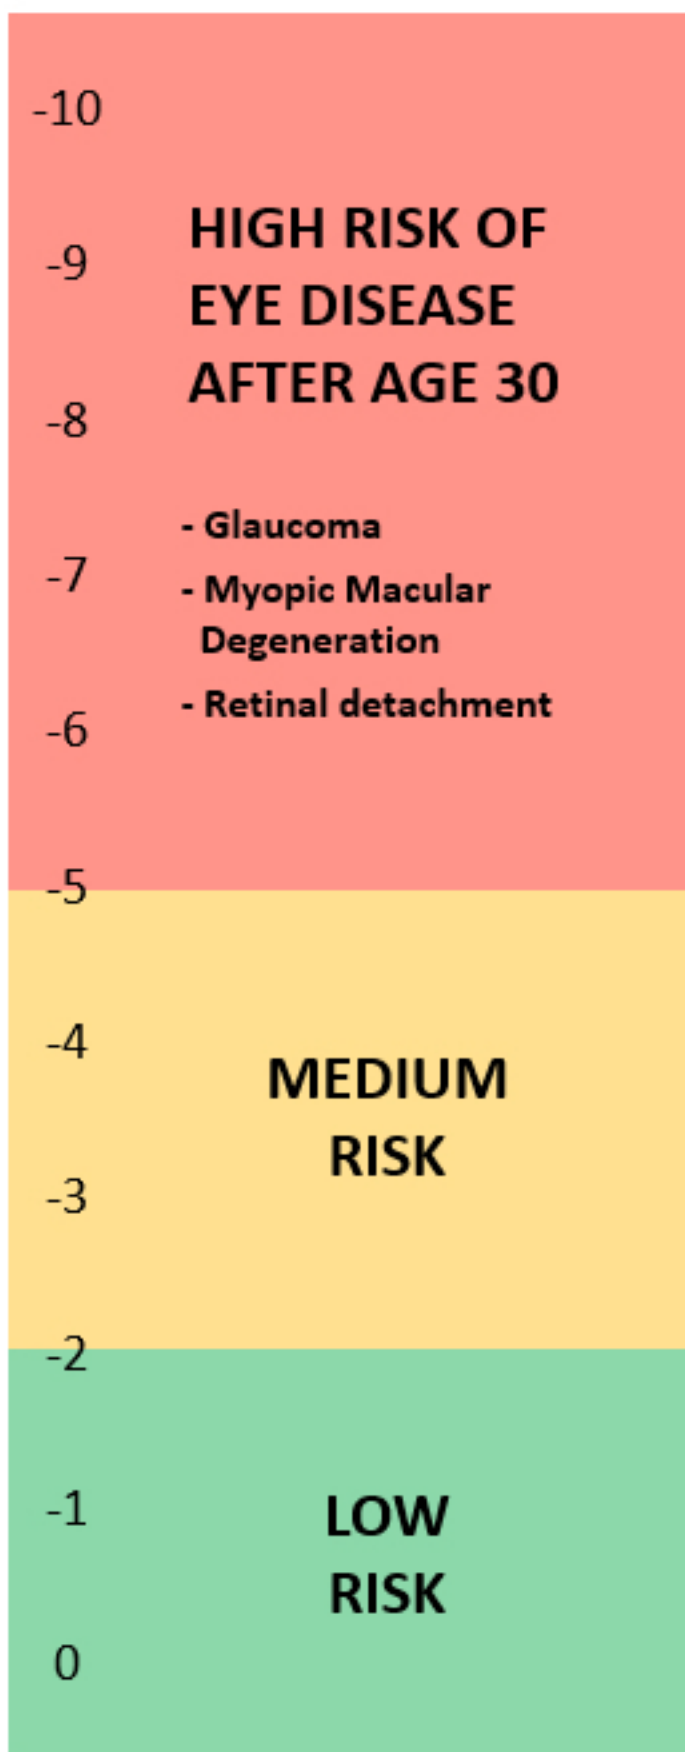 -10
HIGH RISK OF
-9
EYE DISEASE
AFTER AGE 30
-8
- Glaucoma
-7
- Myopic Macular
Degeneration
- Retinal detachment
-6
-5
-4
MEDIUM
RISK
-3
-2
-1
LOW
RISK
0